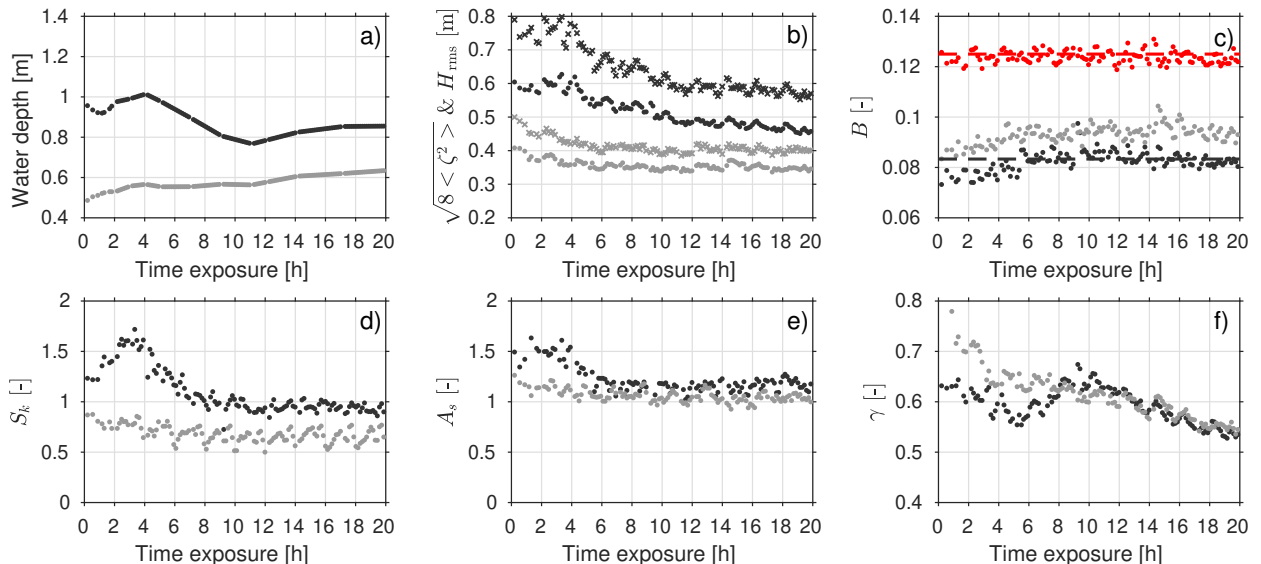 a)
Water depth [m]
1.4
1.2
1
0.8
0.6
0.4
0 2 4 6 8 10 12 14 16 18 20
Time exposure [h]
b)
√8 < ζ² > & H_rms [m]
0.8
0.7
0.6
0.5
0.4
0.3
0.2
0 2 4 6 8 10 12 14 16 18 20
Time exposure [h]
c)
B [-]
0.14
0.12
0.1
0.08
0.06
0 2 4 6 8 10 12 14 16 18 20
Time exposure [h]
d)
S_k [-]
2
1.5
1
0.5
0
0 2 4 6 8 10 12 14 16 18 20
Time exposure [h]
e)
A_s [-]
2
1.5
1
0.5
0
0 2 4 6 8 10 12 14 16 18 20
Time exposure [h]
f)
γ [-]
0.8
0.7
0.6
0.5
0.4
0 2 4 6 8 10 12 14 16 18 20
Time exposure [h]